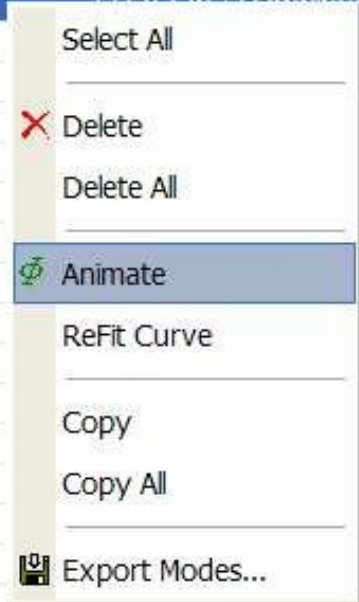 Select All
Delete
Delete All
Animate
ReFit Curve
Copy
Copy All
Export Modes...